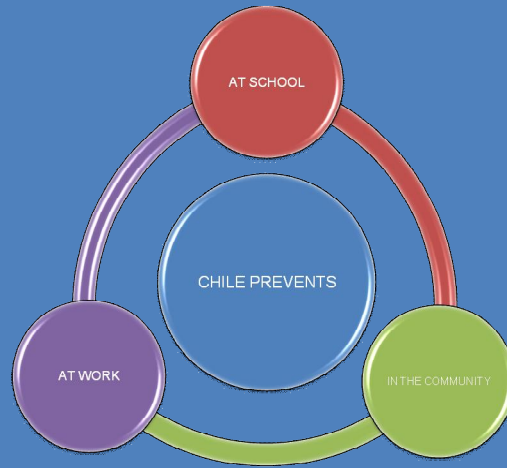 AT SCHOOL
CHILE PREVENTS
AT WORK
IN THE COMMUNITY